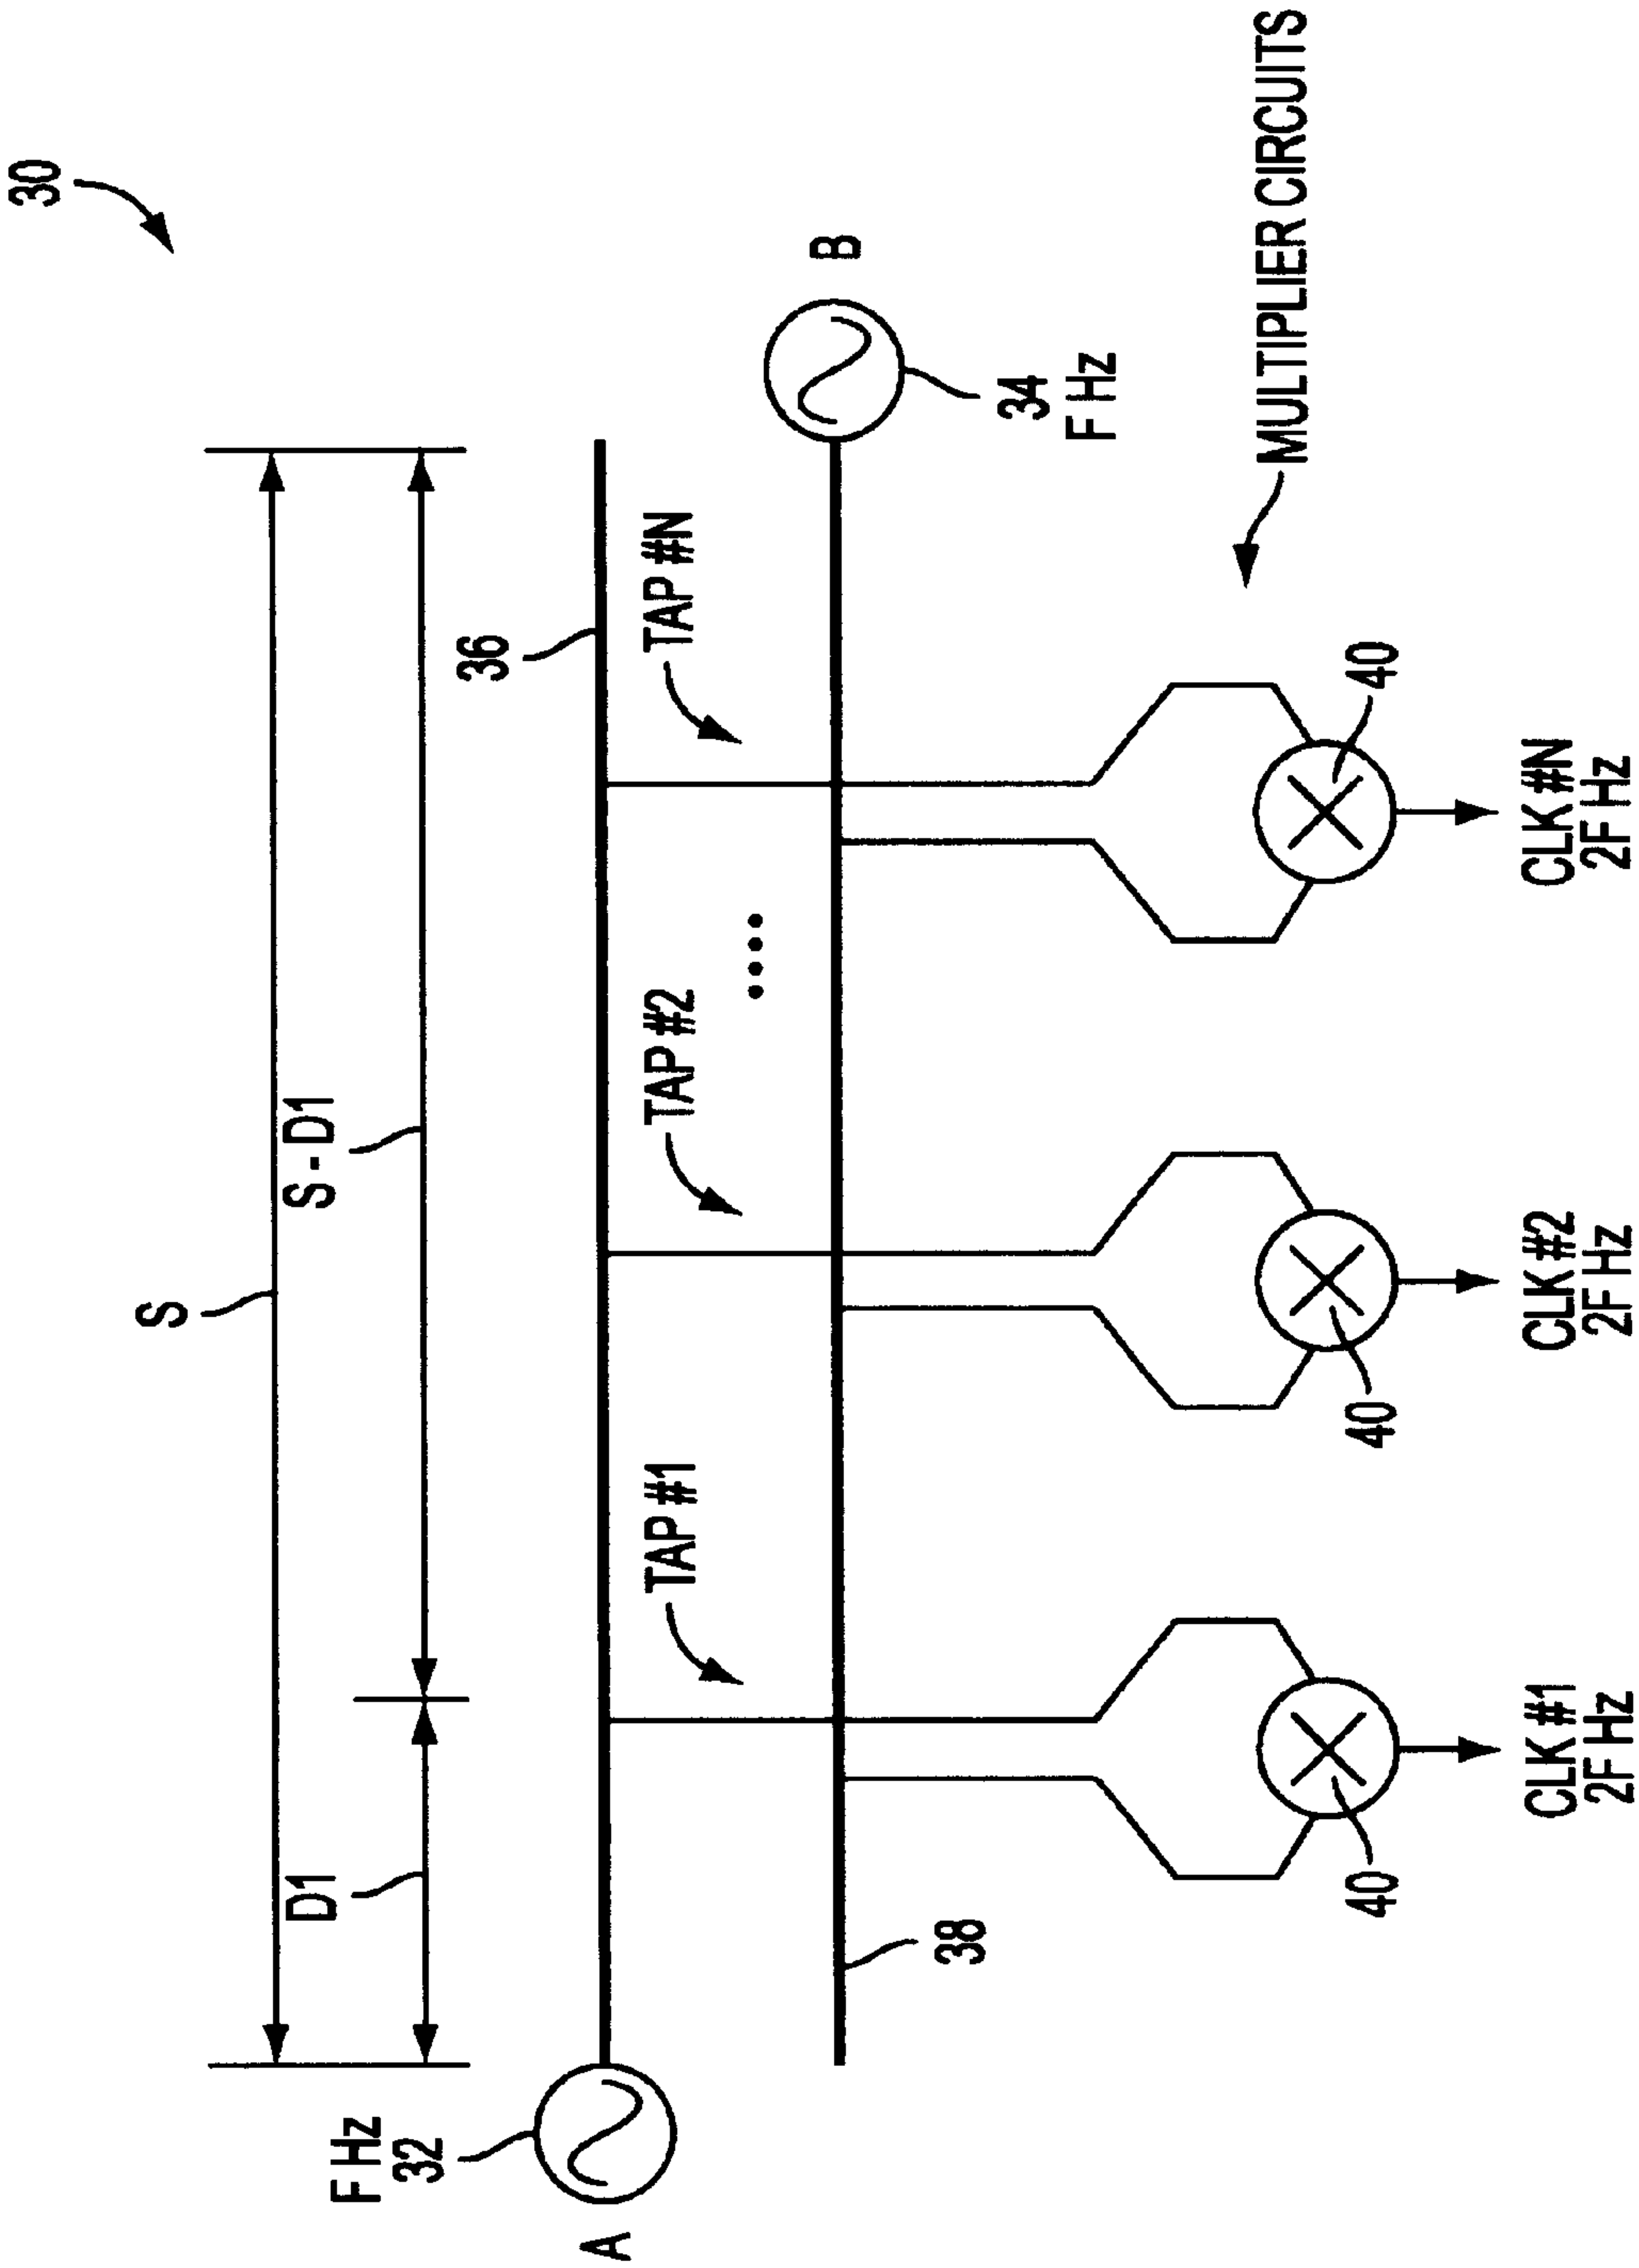 30
S
S - D1
D1
F Hz
32
A
36
TAP #1
TAP #2
.....
TAP #N
B
34
F Hz
38
MULTIPLIER CIRCUITS
40
40
40
CLK #1
2F Hz
CLK #2
2F Hz
CLK #N
2F Hz